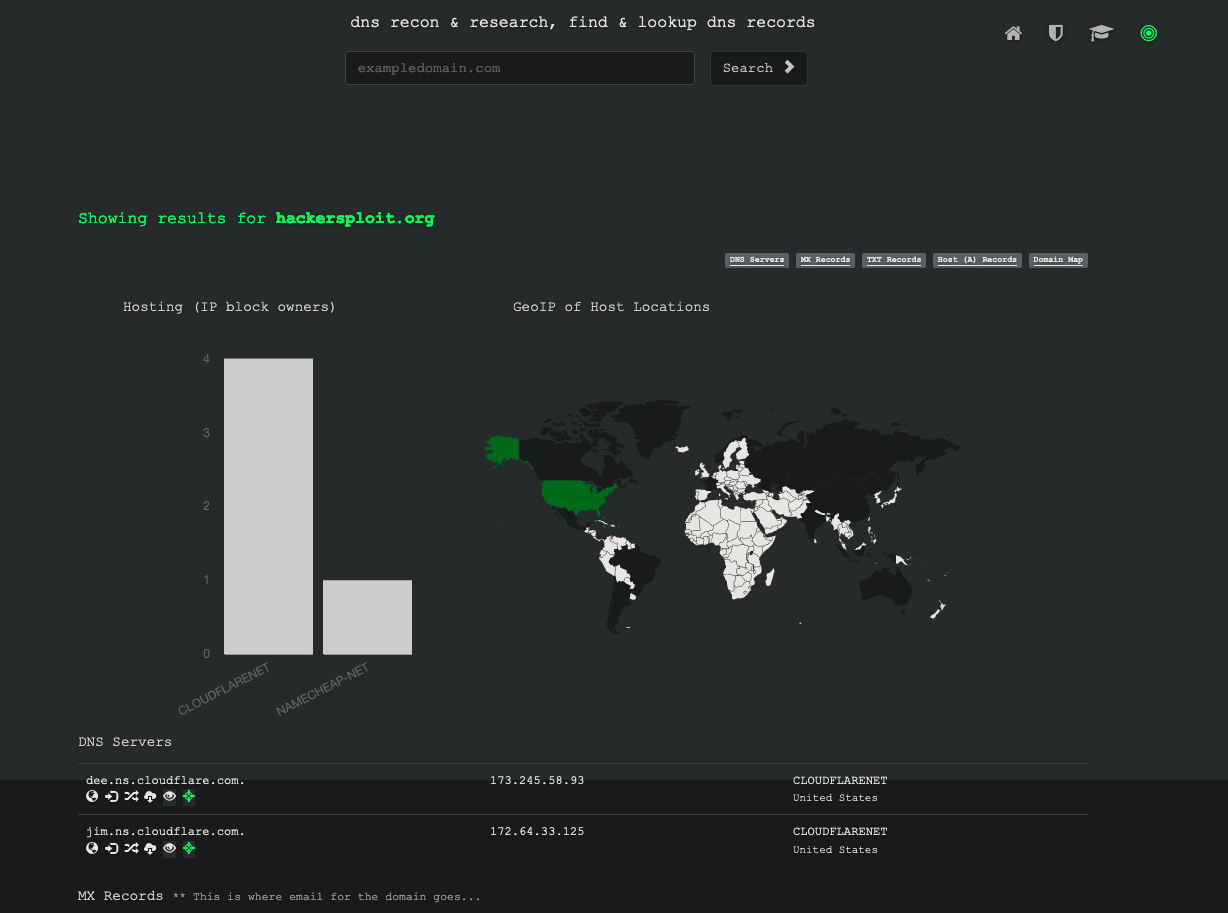 dns recon & research, find & lookup dns records
exampledomain.com
Search
Showing results for hackersploit.org
DNS Servers MX Records TXT Records Host (A) Records Domain Map
Hosting (IP block owners)
GeoIP of Host Locations
4
3
2
1
0
CLOUDFLARENET
NAMECHEAP-NET
DNS Servers
dee.ns.cloudflare.com. 173.245.58.93 CLOUDFLARENET
United States
jim.ns.cloudflare.com. 172.64.33.125 CLOUDFLARENET
United States
MX Records ** This is where email for the domain goes...